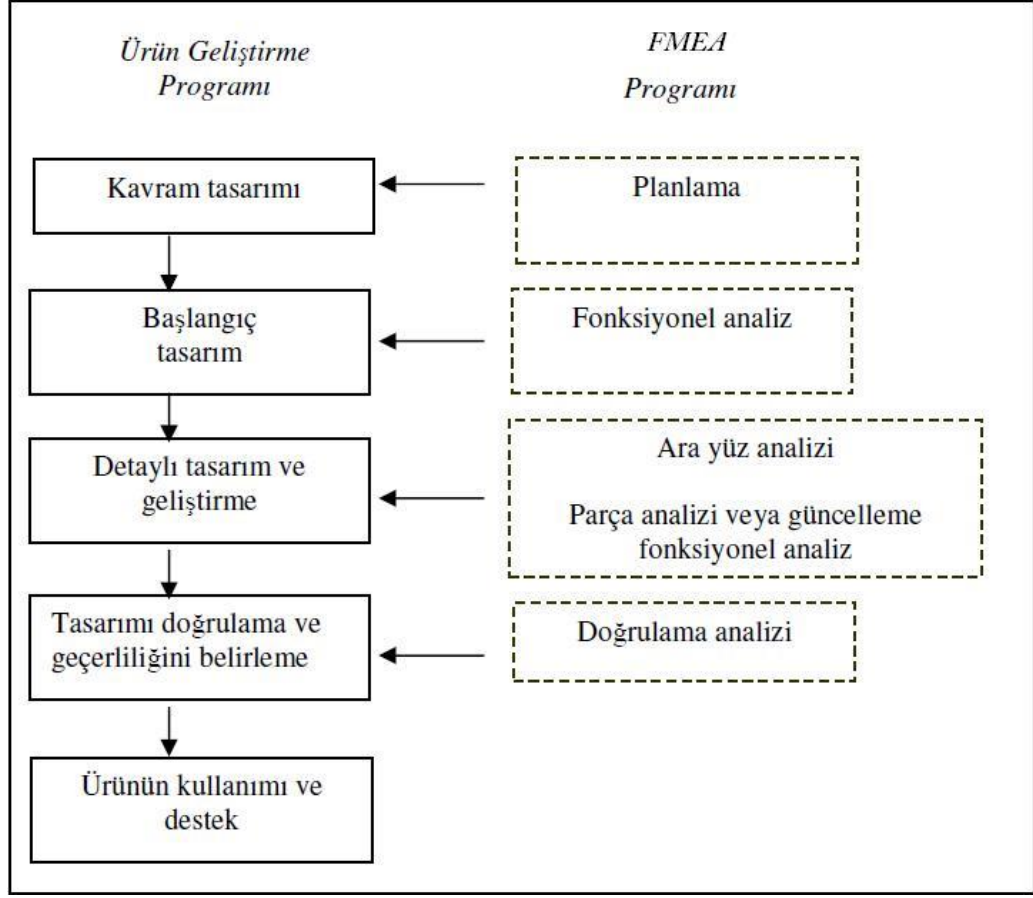 Ürün Geliştirme
Programı
FMEA
Programı
Kavram tasarımı
Planlama
Başlangıç
tasarım
Fonksiyonel analiz
Detaylı tasarım ve
geliştirme
Ara yüz analizi
Parça analizi veya güncelleme
fonksiyonel analiz
Tasarımı doğrulama ve
geçerliliğini belirleme
Doğrulama analizi
Ürünün kullanımı ve
destek